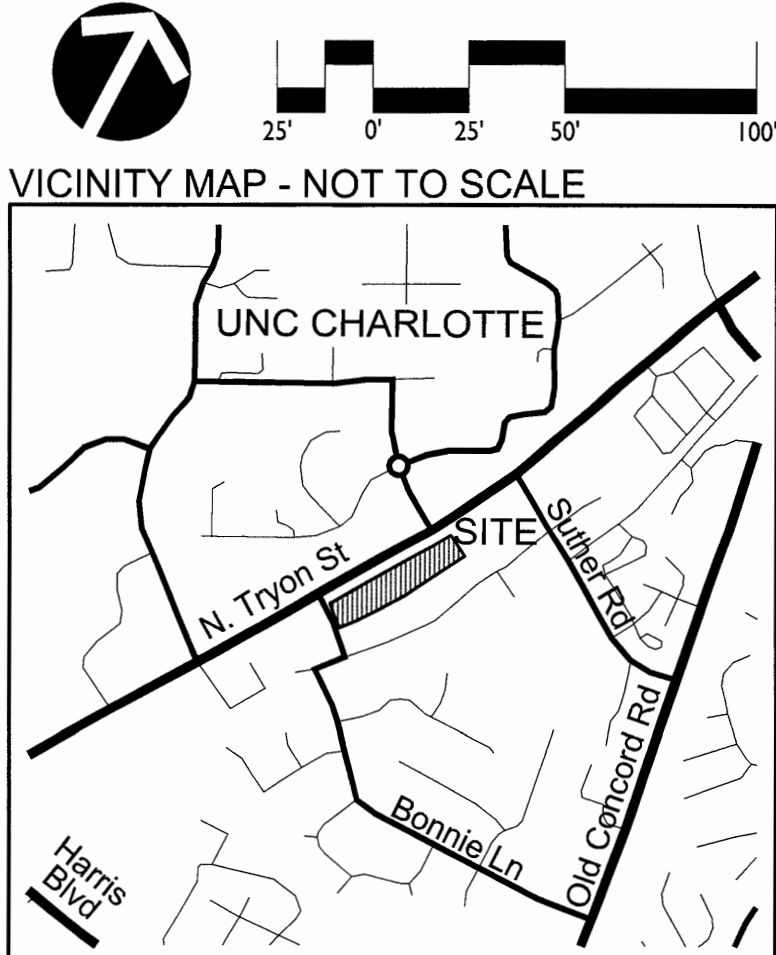 25' 0' 25' 50' 100'
VICINITY MAP - NOT TO SCALE
UNC CHARLOTTE
SITE
Suther Rd
N. Tryon St
Old Concord Rd
Bonnie Ln
Harris
Blvd